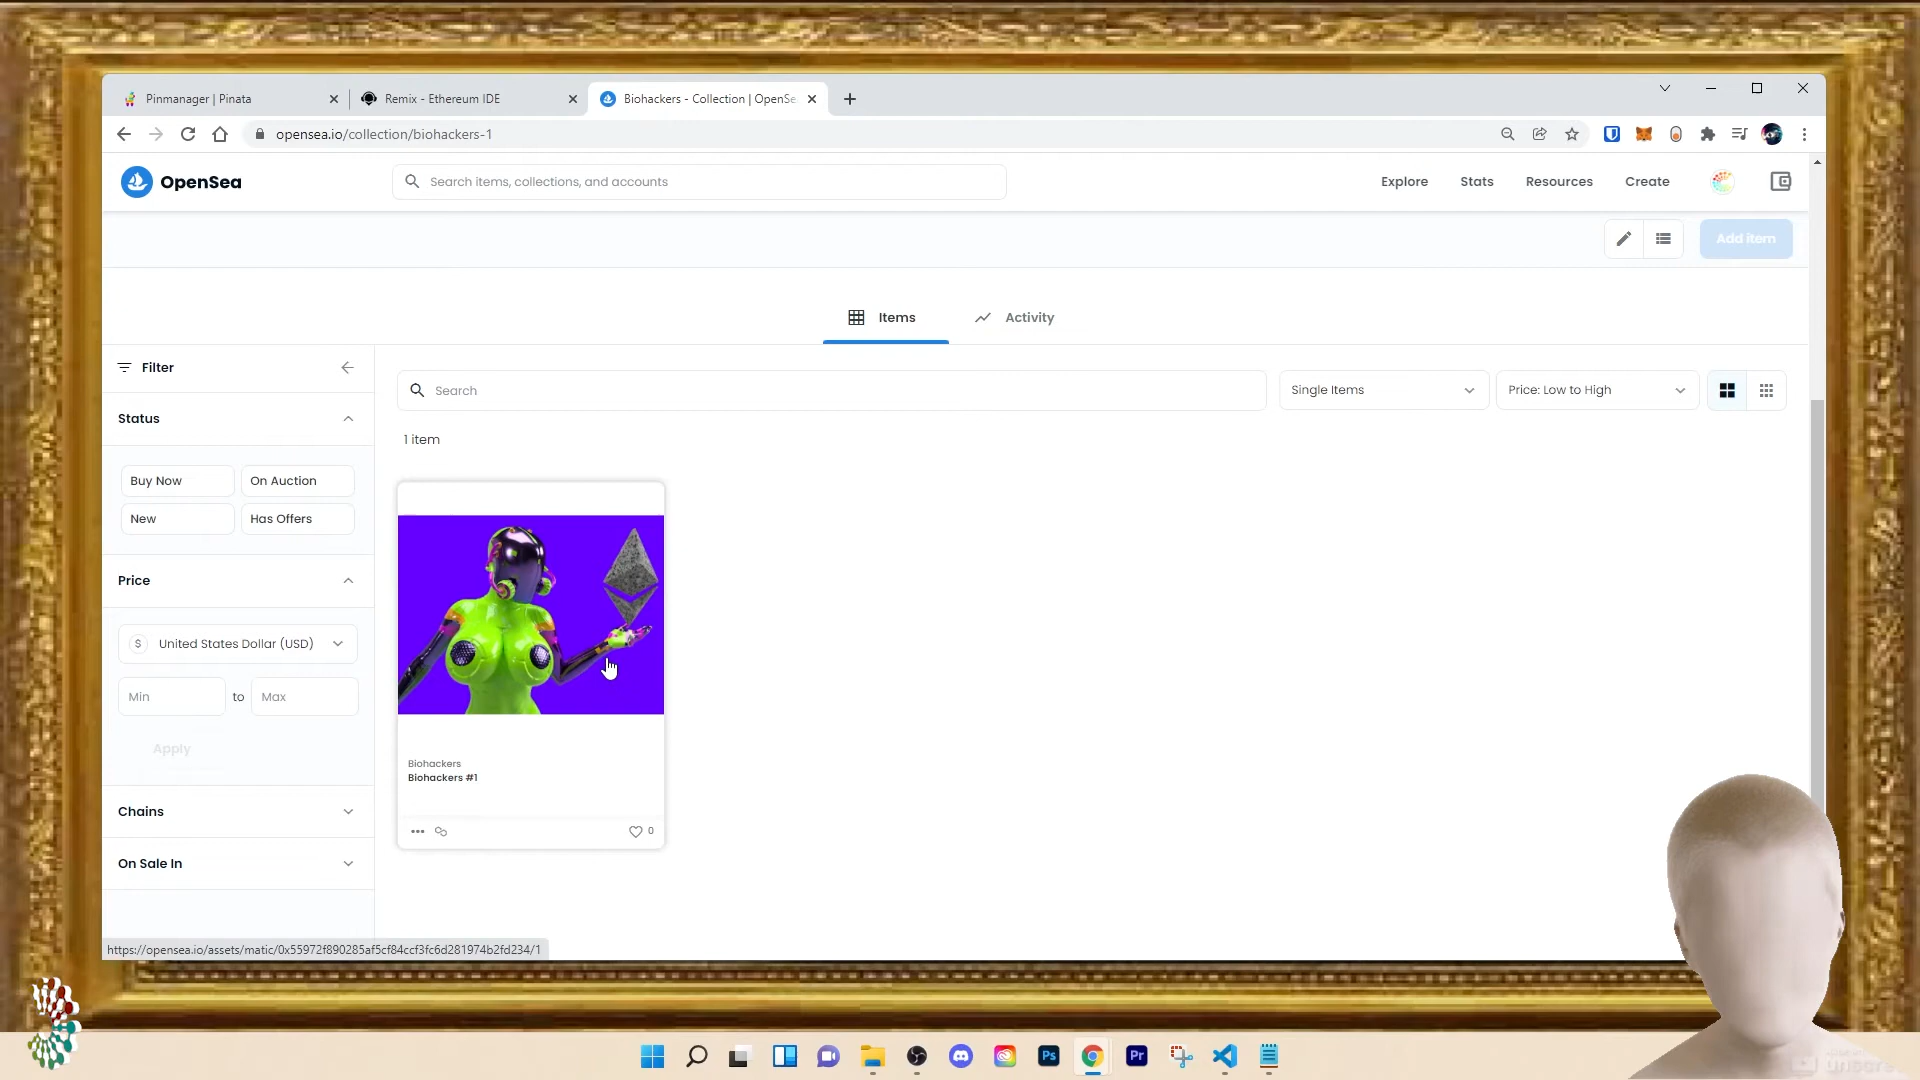 Pinmanager | Pinata
Remix - Ethereum IDE
Biohackers - Collection | OpenSe
opensea.io/collection/biohackers-1
OpenSea
Search items, collections, and accounts
Explore
Stats
Resources
Create
Add item
Items
Activity
Filter
Search
Single Items
Price: Low to High
Status
1 item
Buy Now
On Auction
New
Has Offers
Price
$ United States Dollar (USD)
Min
to
Max
Apply
Biohackers
Biohackers #1
Chains
0
On Sale In
https://opensea.io/assets/matic/0x55972f890285af5cf84ccf3fc6d281974b2fd234/1
Ps
Pr